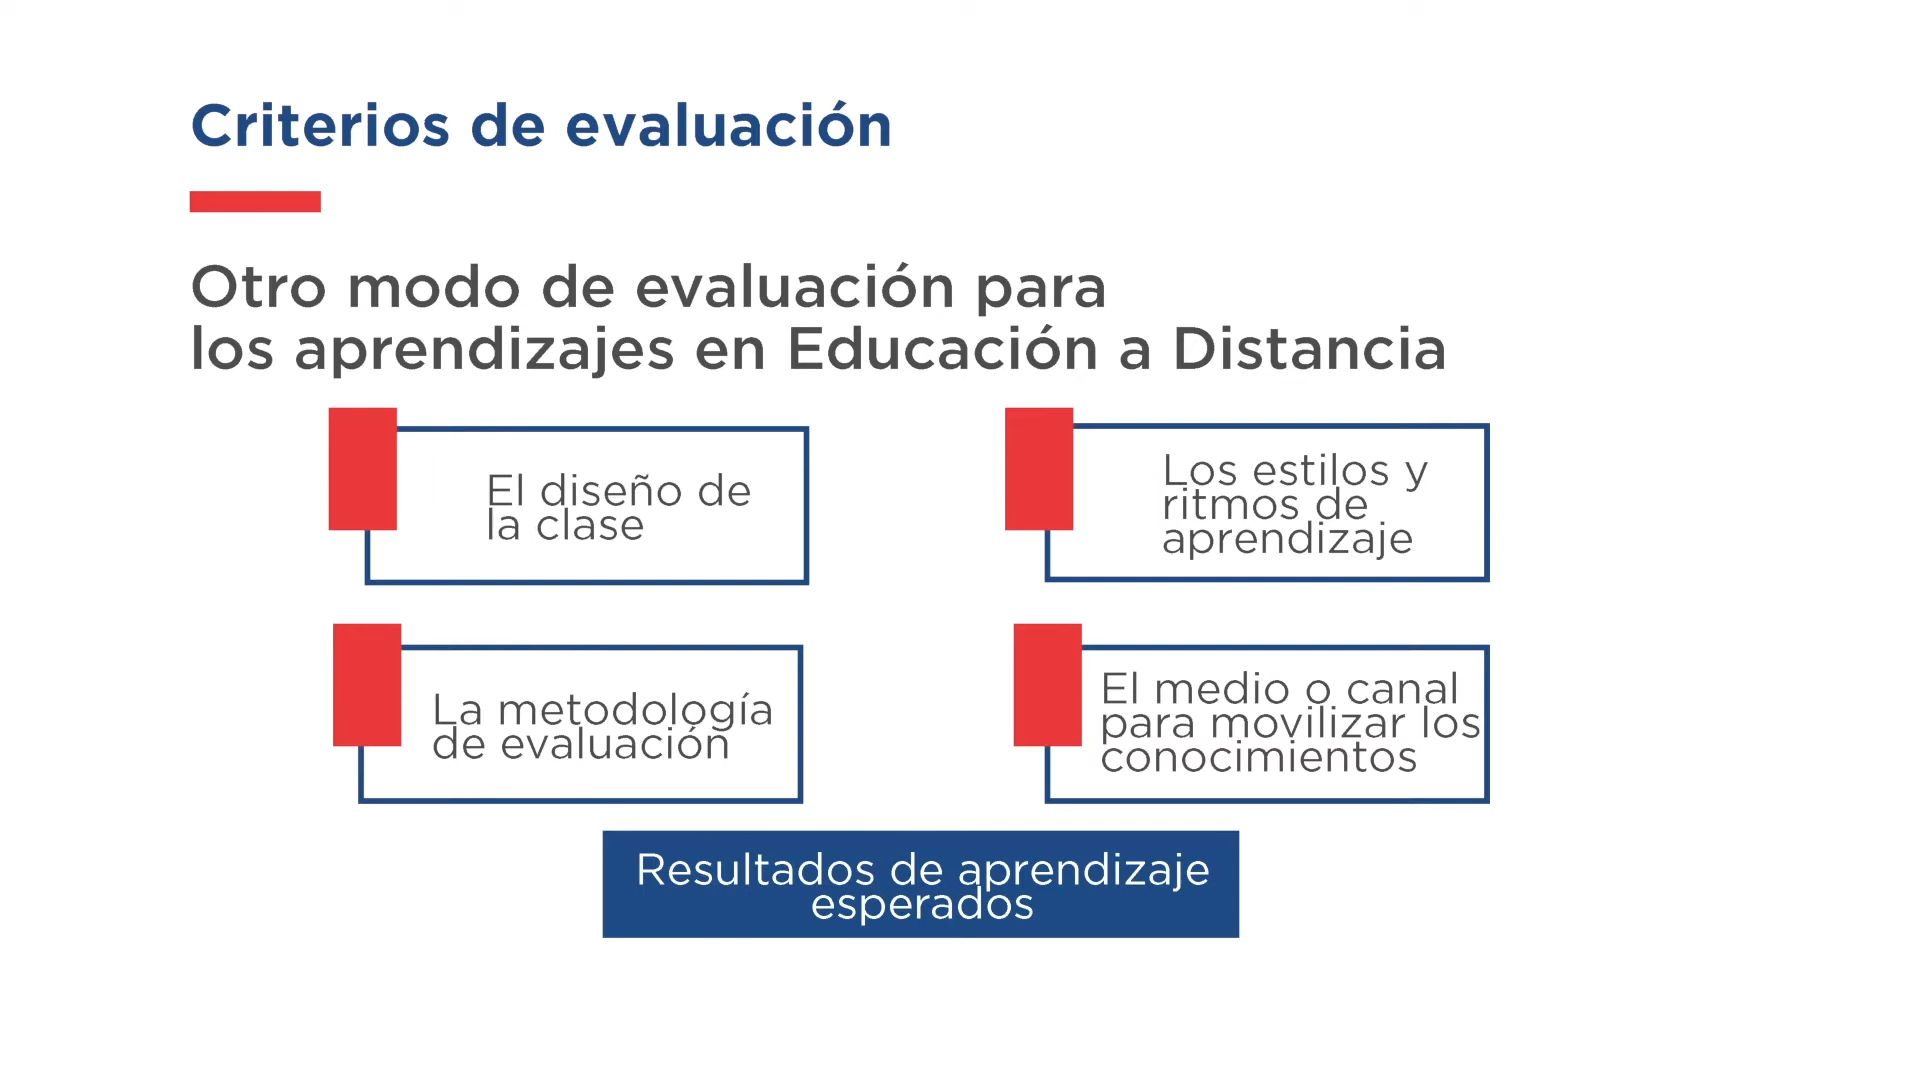 Criterios de evaluación
Otro modo de evaluación para
los aprendizajes en Educación a Distancia
El diseño de
la clase
Los estilos y
ritmos de
aprendizaje
La metodología
de evaluación
El medio o canal
para movilizar los
conocimientos
Resultados de aprendizaje
esperados